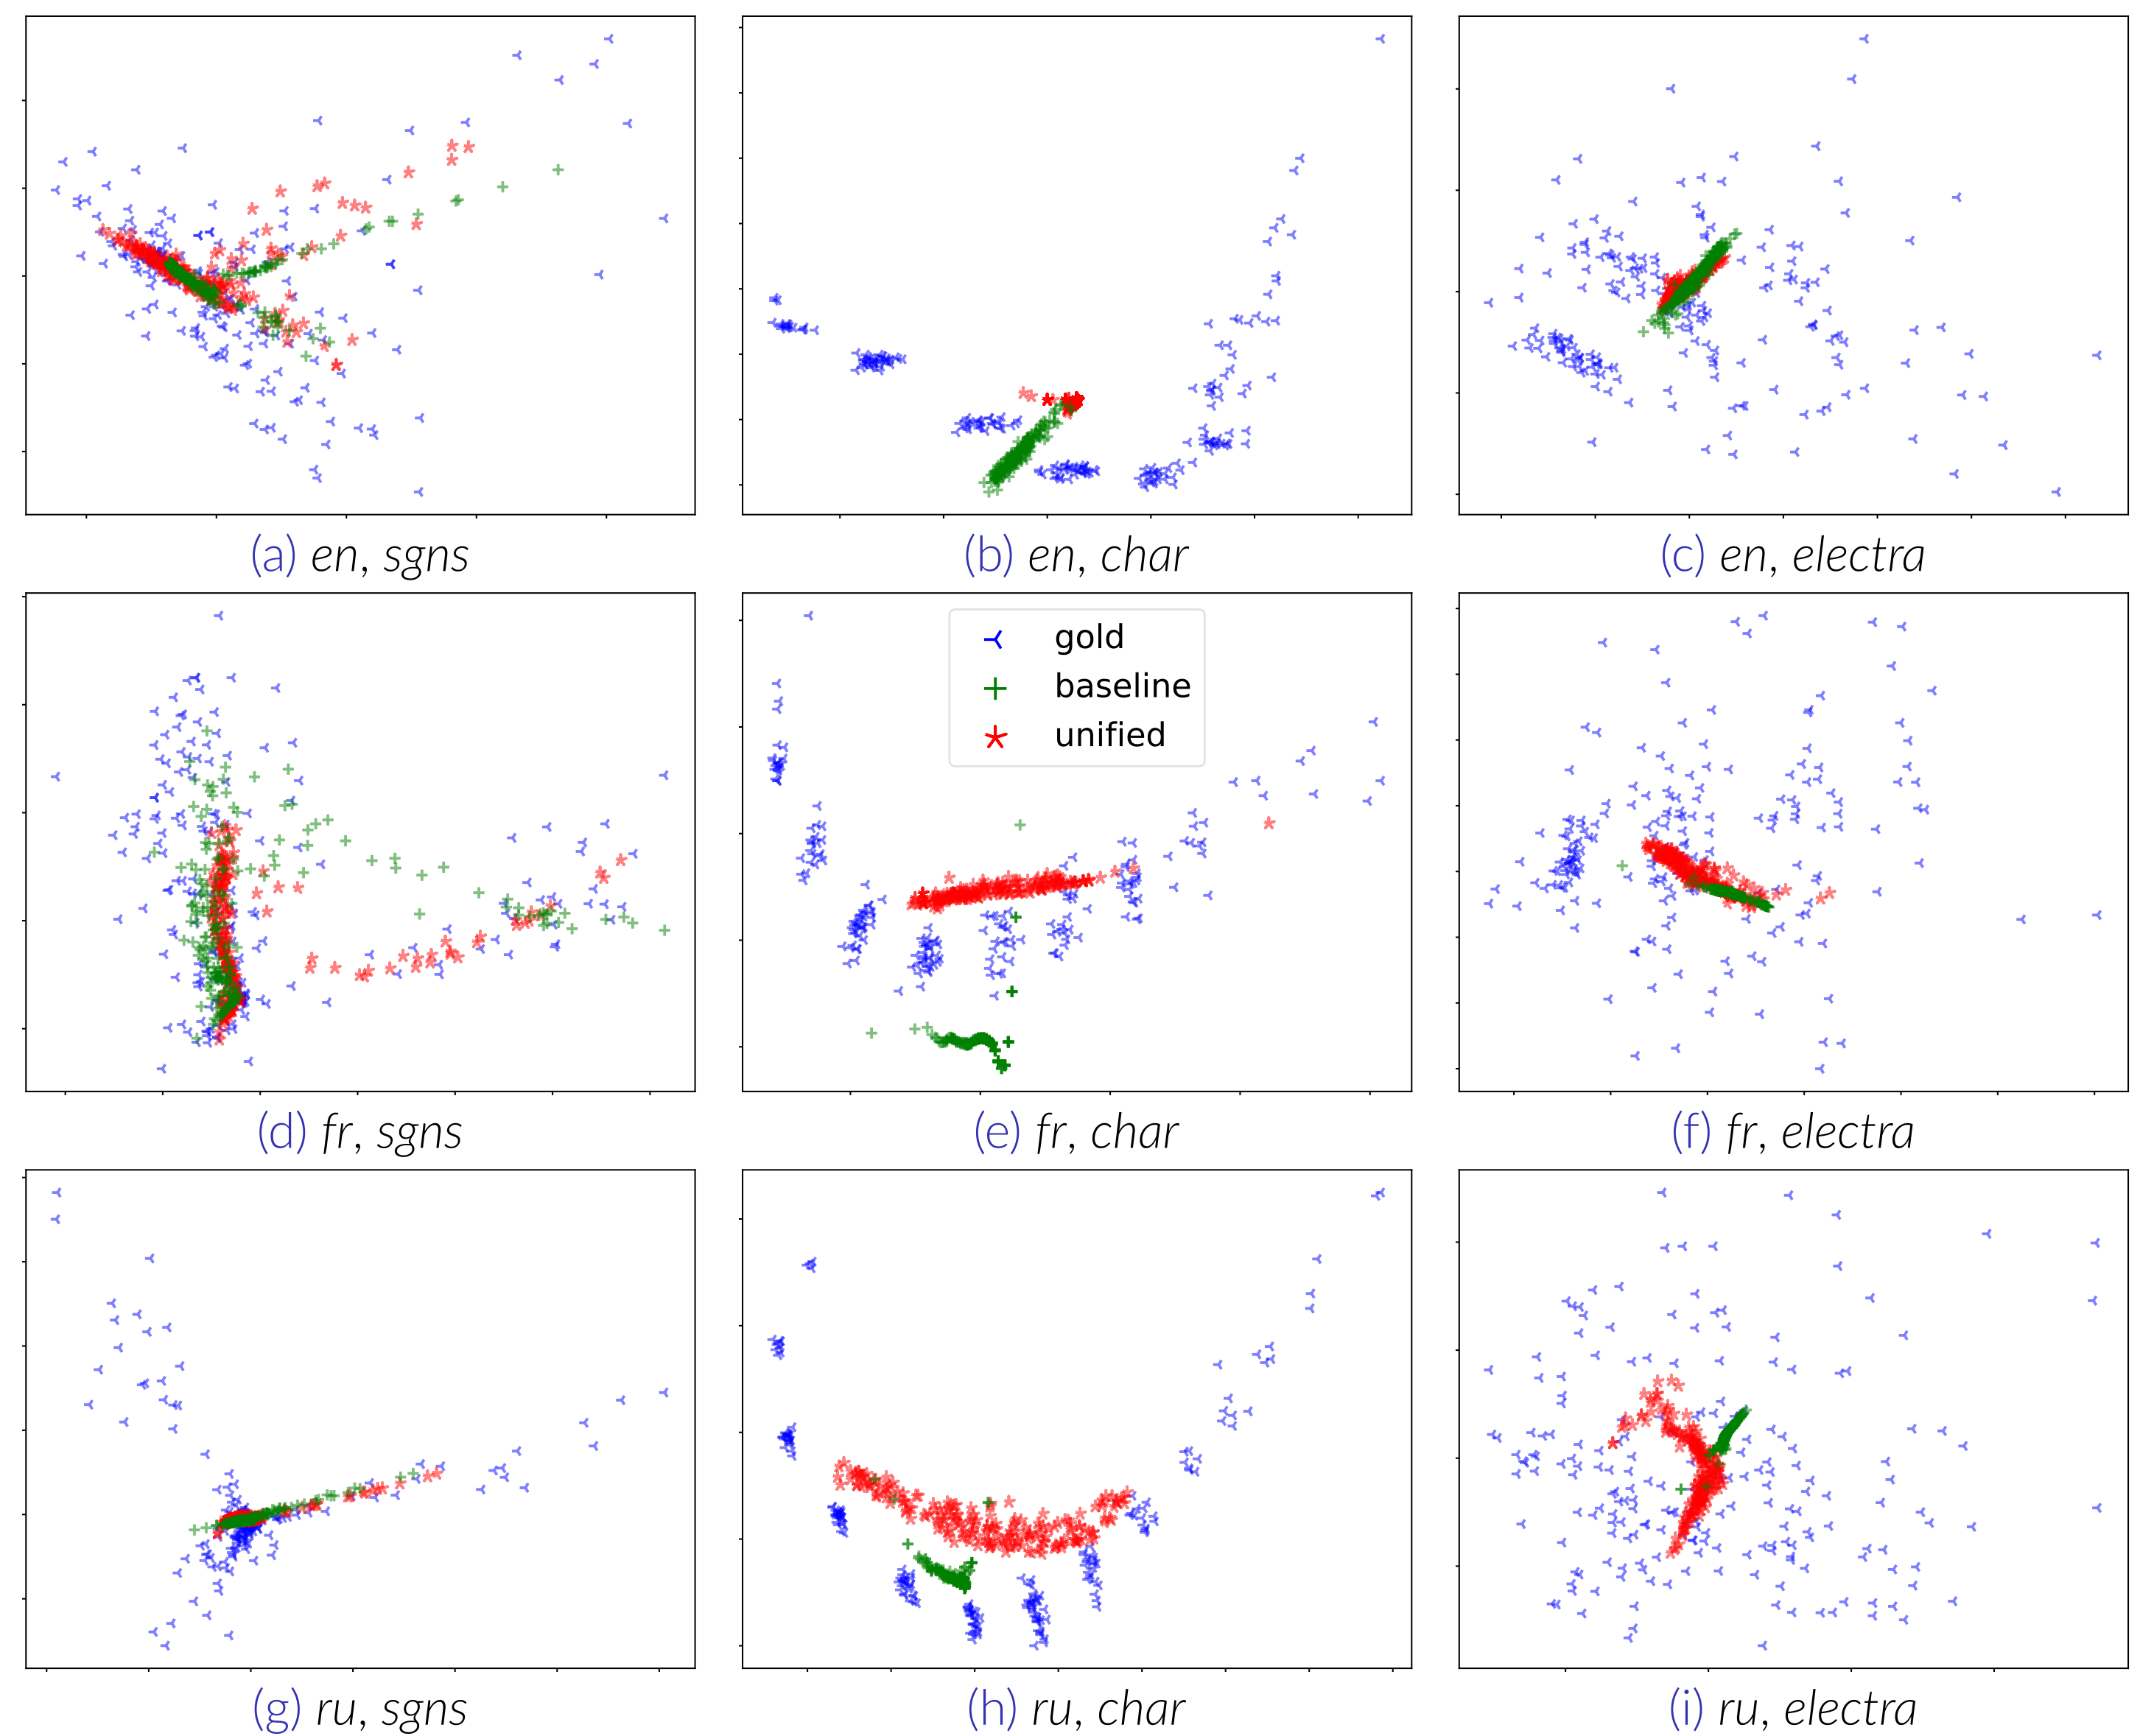 (a) en, sgns
(b) en, char
(c) en, electra
gold
baseline
unified
(d) fr, sgns
(e) fr, char
(f) fr, electra
(g) ru, sgns
(h) ru, char
(i) ru, electra